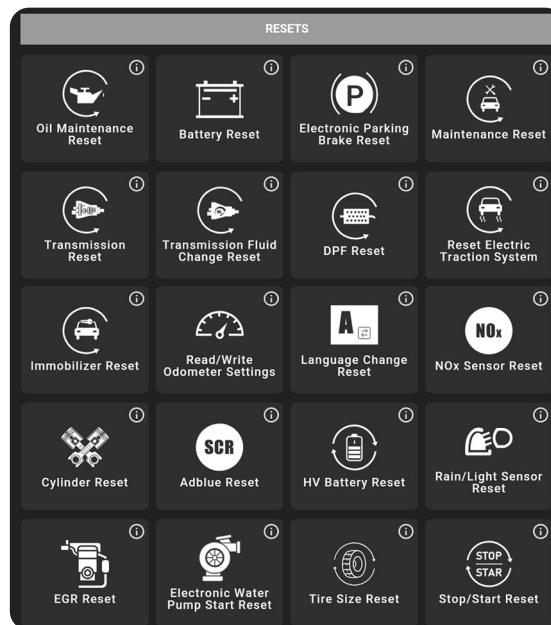 RESETS
Oil Maintenance
Reset
Battery Reset
P
Electronic Parking
Brake Reset
Maintenance Reset
Transmission
Reset
Transmission Fluid
Change Reset
DPF Reset
Reset Electric
Traction System
Immobilizer Reset
Read/Write
Odometer Settings
A
Language Change
Reset
NOx
NOx Sensor Reset
Cylinder Reset
SCR
Adblue Reset
HV Battery Reset
Rain/Light Sensor
Reset
EGR Reset
Electronic Water
Pump Start Reset
Tire Size Reset
STOP
STAR
Stop/Start Reset